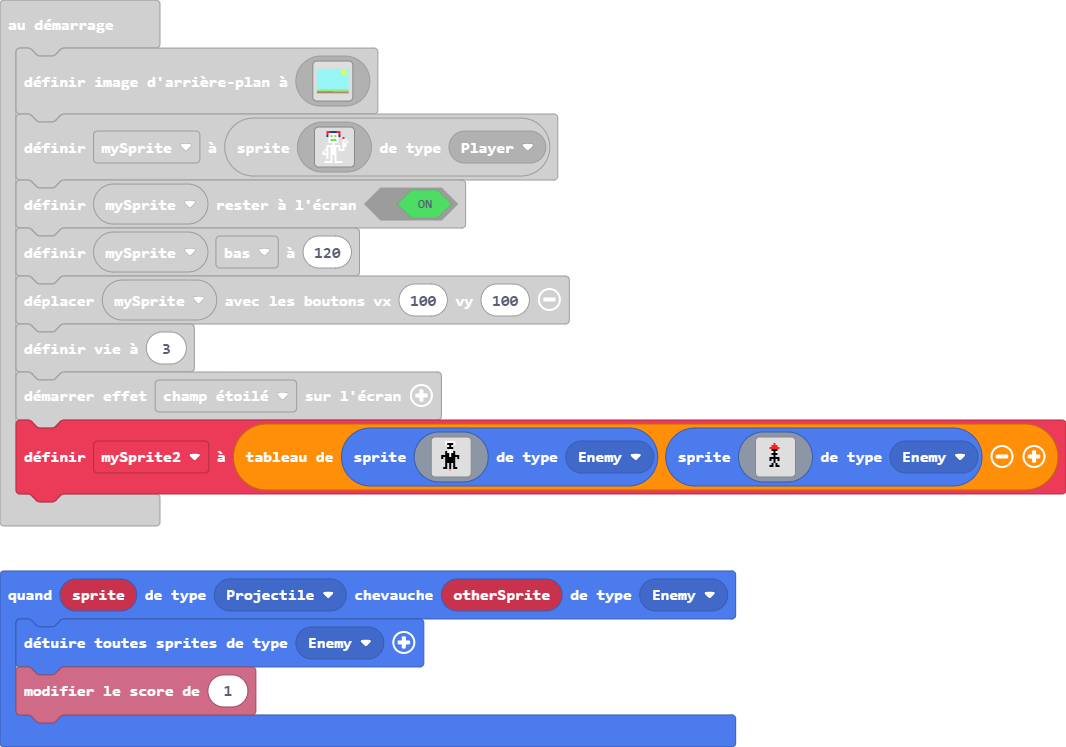 au démarrage
définir image d'arrière-plan à
définir mySprite à sprite de type Player
définir mySprite rester à l'écran ON
définir mySprite bas à 120
déplacer mySprite avec les boutons vx 100 vy 100
définir vie à 3
démarrer effet champ étoilé sur l'écran
définir mySprite2 à tableau de sprite de type Enemy sprite de type Enemy
quand sprite de type Projectile chevauche otherSprite de type Enemy
détuire toutes sprites de type Enemy
modifier le score de 1